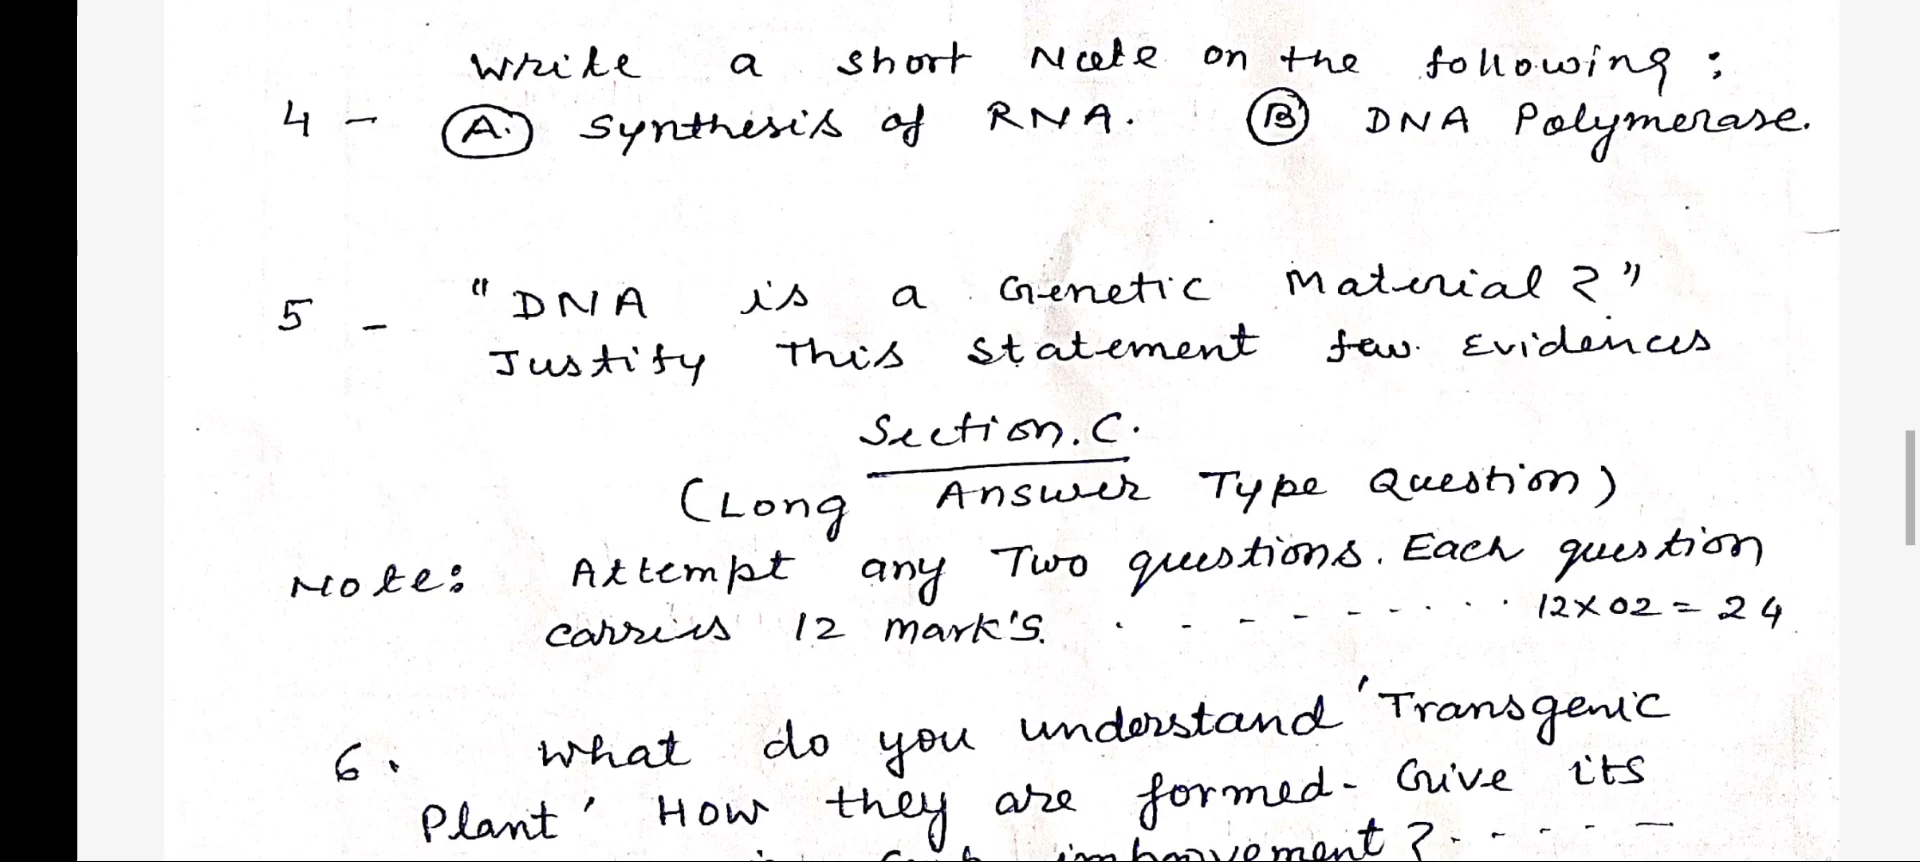 Write a short Note on the following :
4 - (A.) Synthesis of RNA. (B) DNA Polymerase.
5 - "DNA is a Genetic Material ?"
Justify This Statement few Evidences
Section. C.
(Long Answer Type Question)
Note: Attempt any Two questions. Each question
carries 12 mark's. . - - - - - . . . 12×02 = 24
6. What do you understand 'Transgenic
Plant' How they are formed- Give its
improvement ? . - - - -